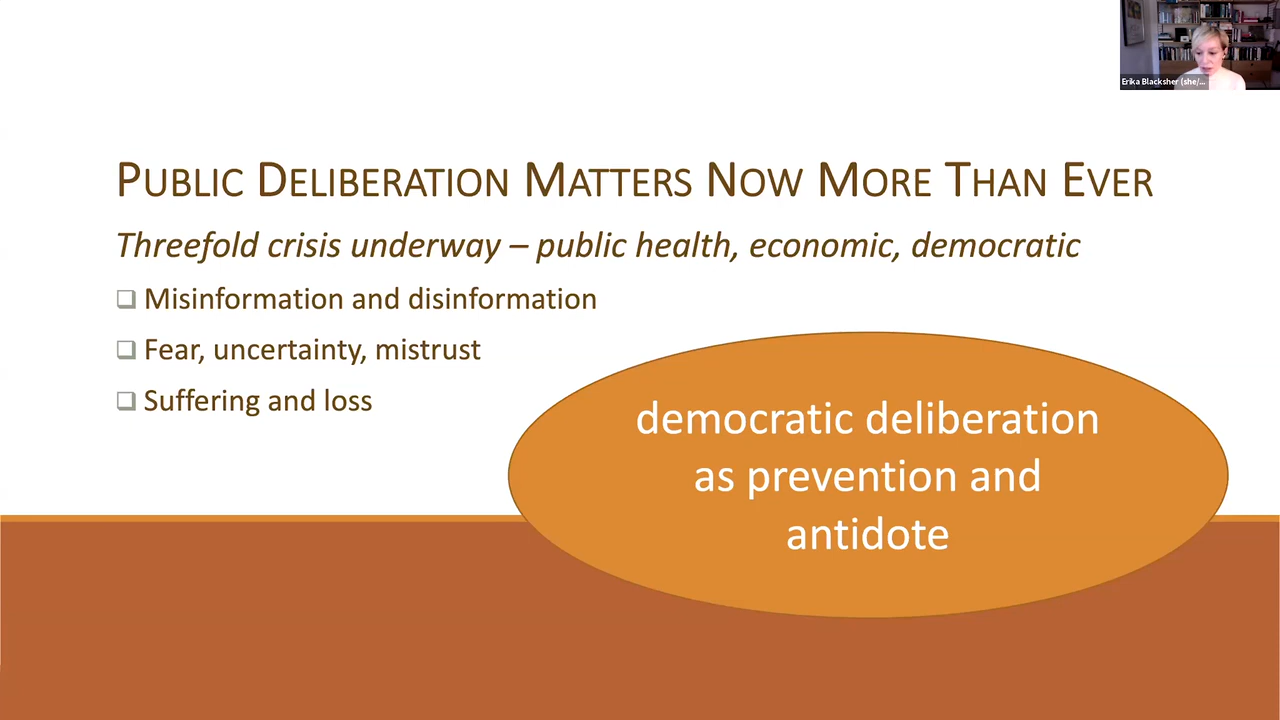 Erika Blacksher (she/...
PUBLIC DELIBERATION MATTERS NOW MORE THAN EVER
Threefold crisis underway – public health, economic, democratic
Misinformation and disinformation
Fear, uncertainty, mistrust
Suffering and loss
democratic deliberation
as prevention and
antidote